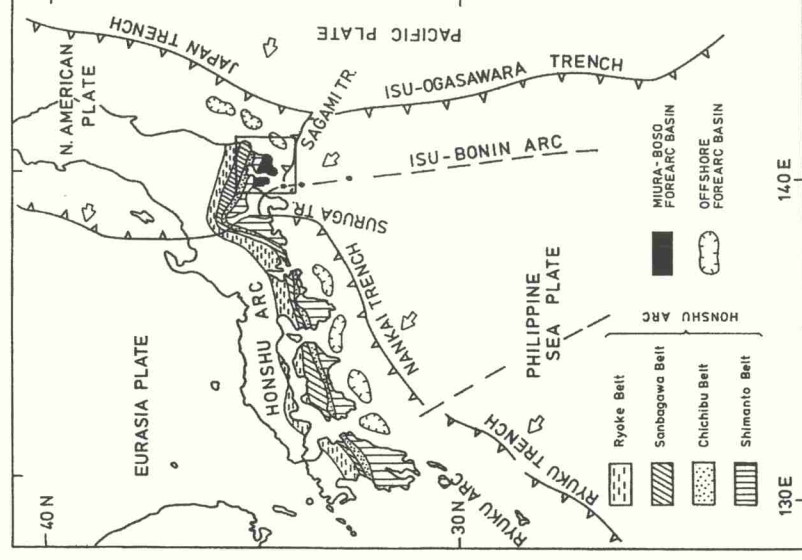 40 N
30 N
130 E
140 E
EURASIA PLATE
N. AMERICAN
PLATE
JAPAN TRENCH
PACIFIC PLATE
SAGAMI TR.
ISU-OGASAWARA TRENCH
ISU-BONIN ARC
SURUGA TR.
HONSHU ARC
NANKAI TRENCH
PHILIPPINE
SEA PLATE
RYUKU TRENCH
RYUKU ARC
Ryoke Belt
Sanbagawa Belt
Chichibu Belt
Shimanto Belt
HONSHU
ARC
MIURA-BOSO
FOREARC BASIN
OFFSHORE
FOREARC BASIN